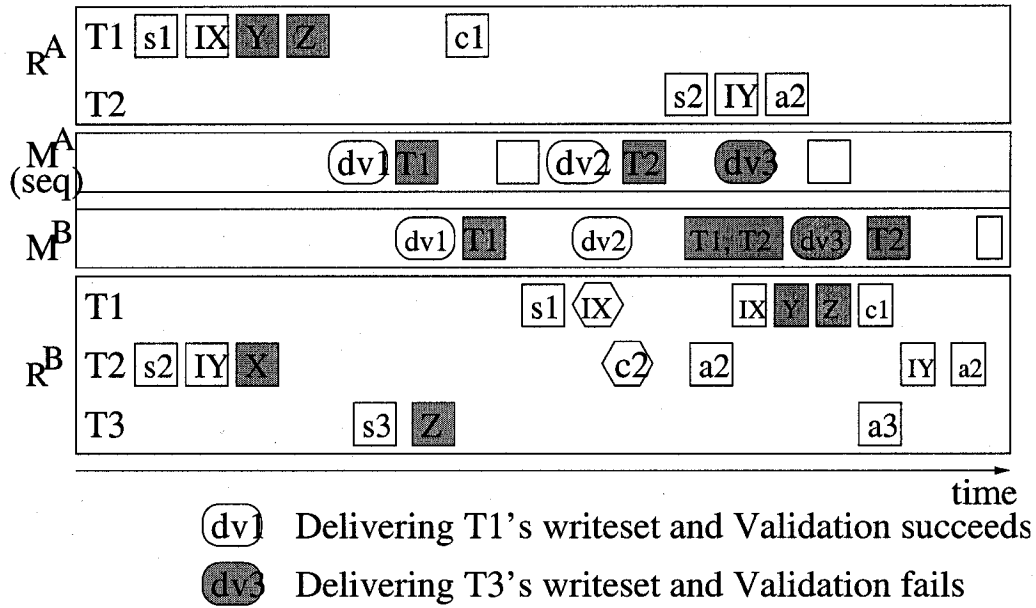 R^A T1 s1 IX Y Z c1
T2 s2 IY a2
M^A (seq) dv1 T1 dv2 T2 dv3
M^B dv1 T1 dv2 T1, T2 dv3 T2
T1 s1 IX IX Y Z c1
R^B T2 s2 IY X c2 a2 IY a2
T3 s3 Z a3
time
dv1 Delivering T1's writeset and Validation succeeds
dv3 Delivering T3's writeset and Validation fails